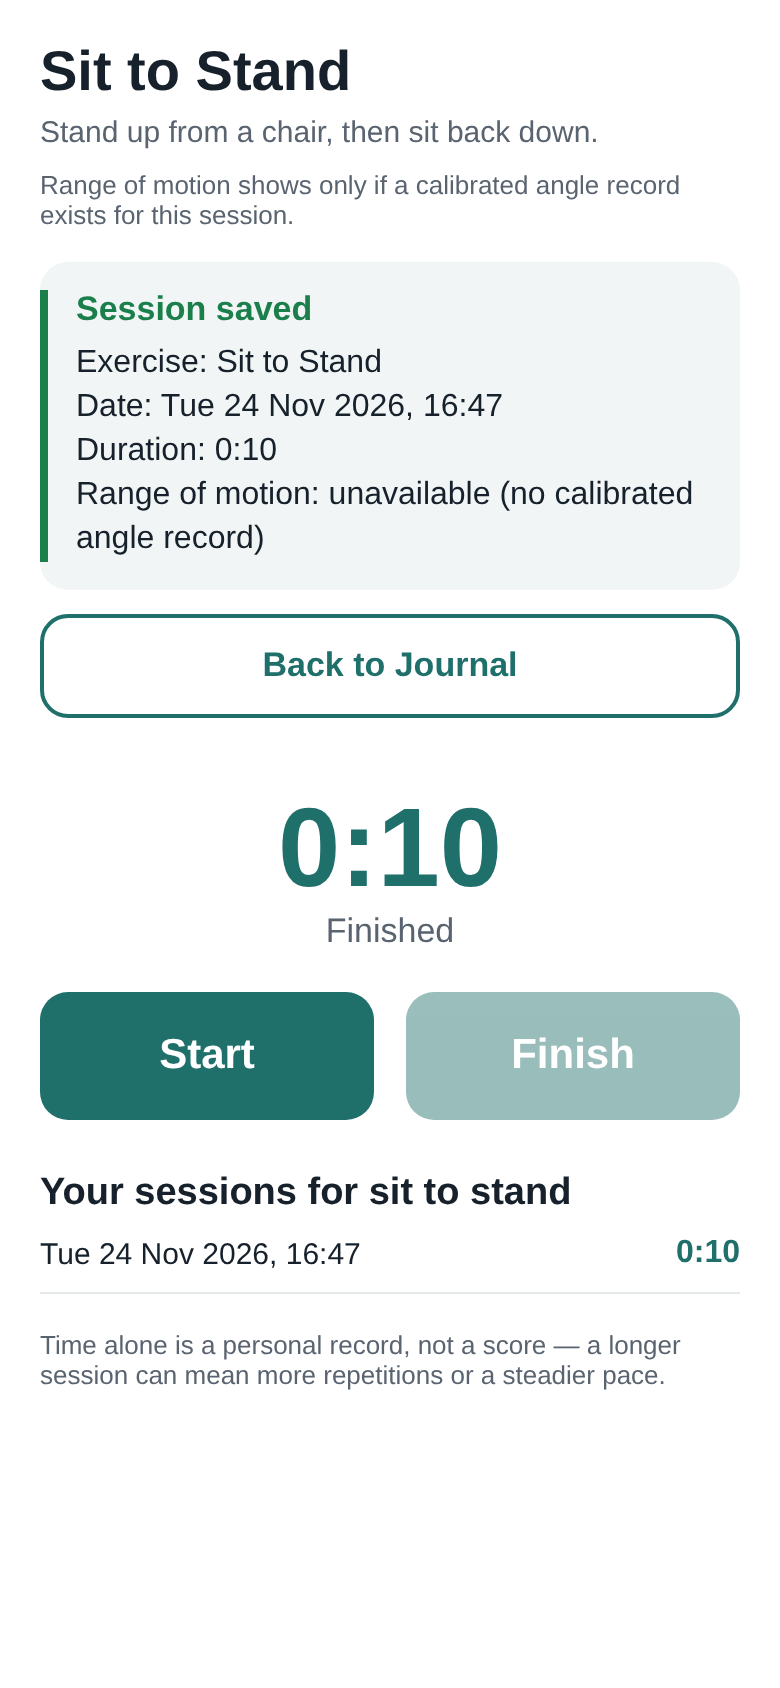 Sit to Stand
Stand up from a chair, then sit back down.
Range of motion shows only if a calibrated angle record
exists for this session.
Session saved
Exercise: Sit to Stand
Date: Tue 24 Nov 2026, 16:47
Duration: 0:10
Range of motion: unavailable (no calibrated
angle record)
Back to Journal
0:10
Finished
Start
Finish
Your sessions for sit to stand
Tue 24 Nov 2026, 16:47
0:10
Time alone is a personal record, not a score — a longer
session can mean more repetitions or a steadier pace.